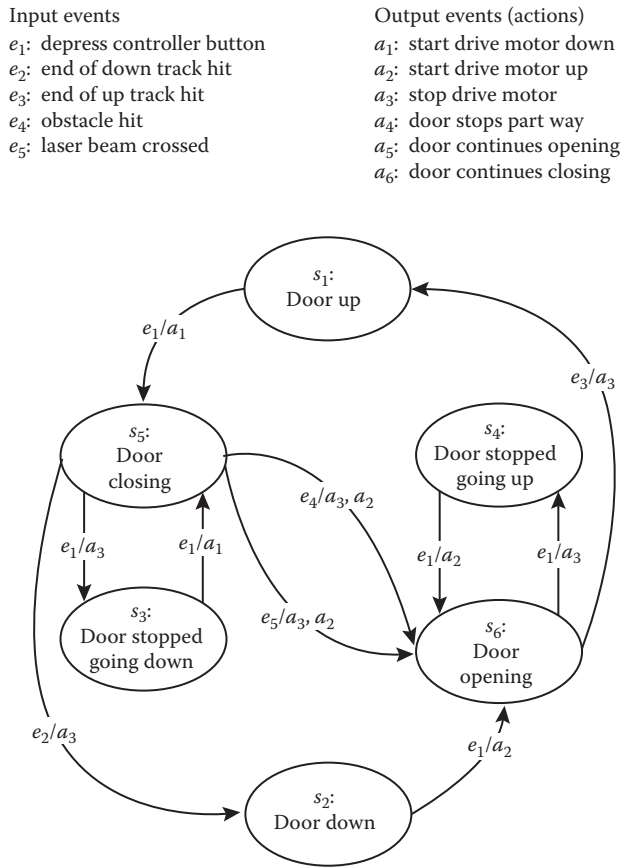 Input events
e₁: depress controller button
e₂: end of down track hit
e₃: end of up track hit
e₄: obstacle hit
e₅: laser beam crossed
Output events (actions)
a₁: start drive motor down
a₂: start drive motor up
a₃: stop drive motor
a₄: door stops part way
a₅: door continues opening
a₆: door continues closing
s₁:
Door up
e₁/a₁
e₃/a₃
s₅:
Door
closing
s₄:
Door stopped
going up
e₄/a₃, a₂
e₁/a₃
e₁/a₁
e₁/a₂
e₁/a₃
s₃:
Door stopped
going down
e₅/a₃, a₂
s₆:
Door
opening
e₂/a₃
e₁/a₂
s₂:
Door down